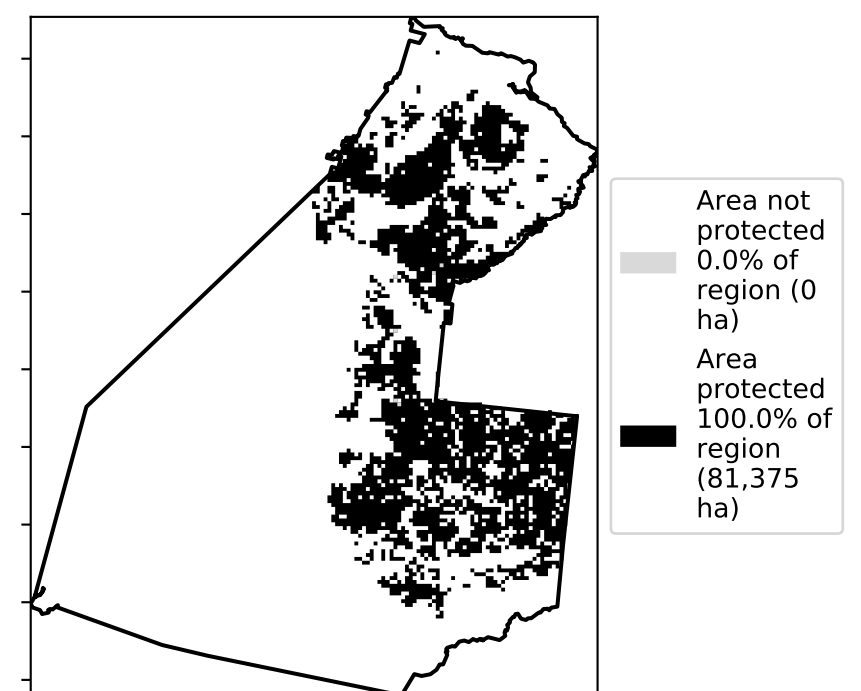 Area not
protected
0.0% of
region (0
ha)
Area
protected
100.0% of
region
(81,375
ha)